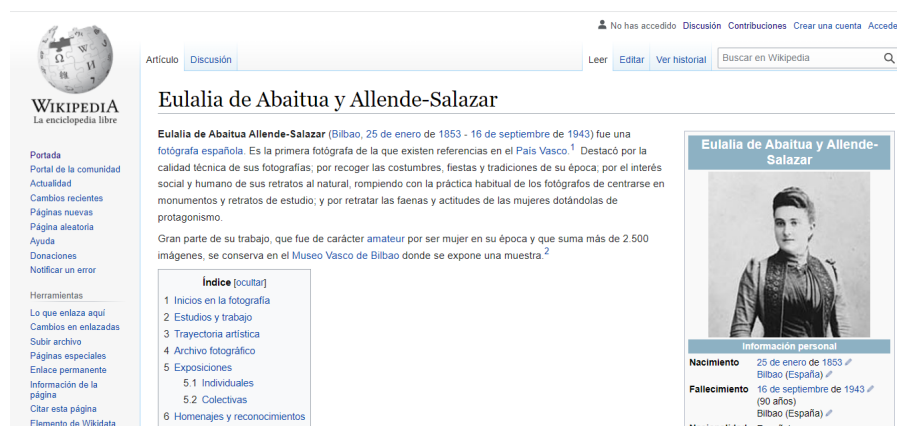 No has accedido Discusión Contribuciones Crear una cuenta Accede
Artículo Discusión Leer Editar Ver historial Buscar en Wikipedia
WIKIPEDIA
La enciclopedia libre
Portada
Portal de la comunidad
Actualidad
Cambios recientes
Páginas nuevas
Página aleatoria
Ayuda
Donaciones
Notificar un error
Herramientas
Lo que enlaza aquí
Cambios en enlazadas
Subir archivo
Páginas especiales
Enlace permanente
Información de la
página
Citar esta página
Elemento de Wikidata
Eulalia de Abaitua y Allende-Salazar
Eulalia de Abaitua Allende-Salazar (Bilbao, 25 de enero de 1853 - 16 de septiembre de 1943) fue una
fotógrafa española. Es la primera fotógrafa de la que existen referencias en el País Vasco.1 Destacó por la
calidad técnica de sus fotografías; por recoger las costumbres, fiestas y tradiciones de su época; por el interés
social y humano de sus retratos al natural, rompiendo con la práctica habitual de los fotógrafos de centrarse en
monumentos y retratos de estudio; y por retratar las faenas y actitudes de las mujeres dotándolas de
protagonismo.
Gran parte de su trabajo, que fue de carácter amateur por ser mujer en su época y que suma más de 2.500
imágenes, se conserva en el Museo Vasco de Bilbao donde se expone una muestra.2
Índice [ocultar]
1 Inicios en la fotografía
2 Estudios y trabajo
3 Trayectoria artística
4 Archivo fotográfico
5 Exposiciones
5.1 Individuales
5.2 Colectivas
6 Homenajes y reconocimientos
Eulalia de Abaitua y Allende-
Salazar
Información personal
Nacimiento 25 de enero de 1853
Bilbao (España)
Fallecimiento 16 de septiembre de 1943
(90 años)
Bilbao (España)